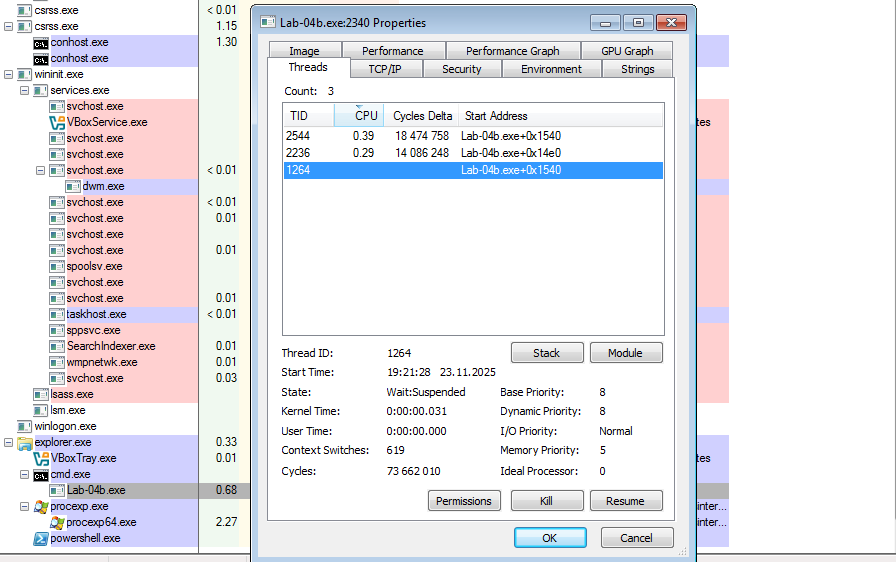 csrss.exe < 0.01
csrss.exe 1.15
conhost.exe 1.30
conhost.exe
wininit.exe
services.exe
svchost.exe
VBoxService.exe
svchost.exe
svchost.exe
svchost.exe < 0.01
dwm.exe
svchost.exe < 0.01
svchost.exe 0.01
svchost.exe
svchost.exe 0.01
spoolsv.exe
svchost.exe
svchost.exe 0.01
taskhost.exe < 0.01
sppsvc.exe
SearchIndexer.exe 0.01
wmpnetwk.exe 0.01
svchost.exe 0.03
lsass.exe
lsm.exe
winlogon.exe
explorer.exe 0.33
VBoxTray.exe 0.01
cmd.exe
Lab-04b.exe 0.68
procexp.exe
procexp64.exe 2.27
powershell.exe
Lab-04b.exe:2340 Properties
Image Performance Performance Graph GPU Graph
Threads TCP/IP Security Environment Strings
Count: 3
TID CPU Cycles Delta Start Address
2544 0.39 18 474 758 Lab-04b.exe+0x1540
2236 0.29 14 086 248 Lab-04b.exe+0x14e0
1264 Lab-04b.exe+0x1540
Thread ID: 1264 Stack Module
Start Time: 19:21:28 23.11.2025
State: Wait:Suspended Base Priority: 8
Kernel Time: 0:00:00.031 Dynamic Priority: 8
User Time: 0:00:00.000 I/O Priority: Normal
Context Switches: 619 Memory Priority: 5
Cycles: 73 662 010 Ideal Processor: 0
Permissions Kill Resume
OK Cancel
tes
tes
inter...
inter...